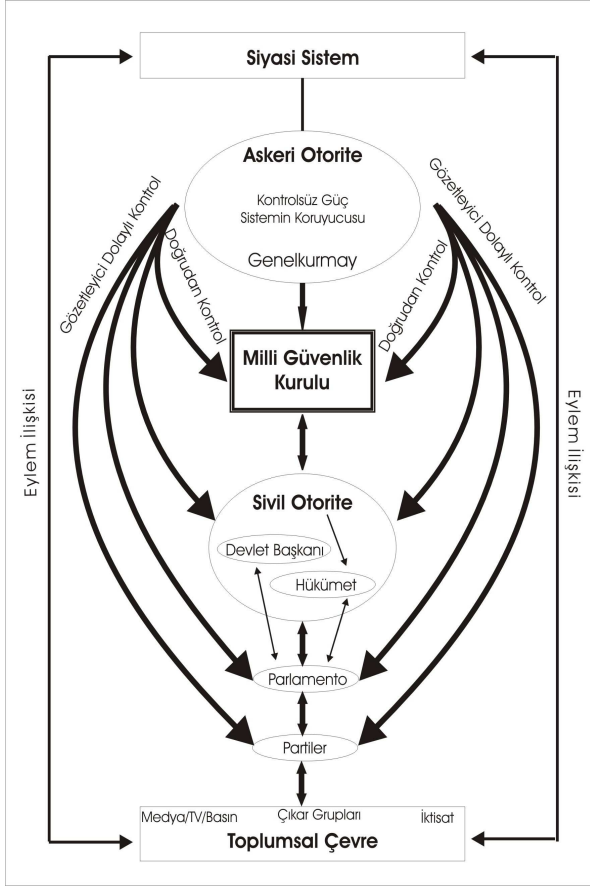 Siyasi Sistem
Askeri Otorite
Kontrolsüz Güç
Sistemin Koruyucusu
Genelkurmay
Gözetleyici Dolaylı Kontrol
Doğrudan Kontrol
Doğrudan Kontrol
Gözetleyici Dolaylı Kontrol
Milli Güvenlik
Kurulu
Eylem İlişkisi
Eylem İlişkisi
Sivil Otorite
Devlet Başkanı
Hükümet
Parlamento
Partiler
Medya/TV/Basın
Çıkar Grupları
İktisat
Toplumsal Çevre